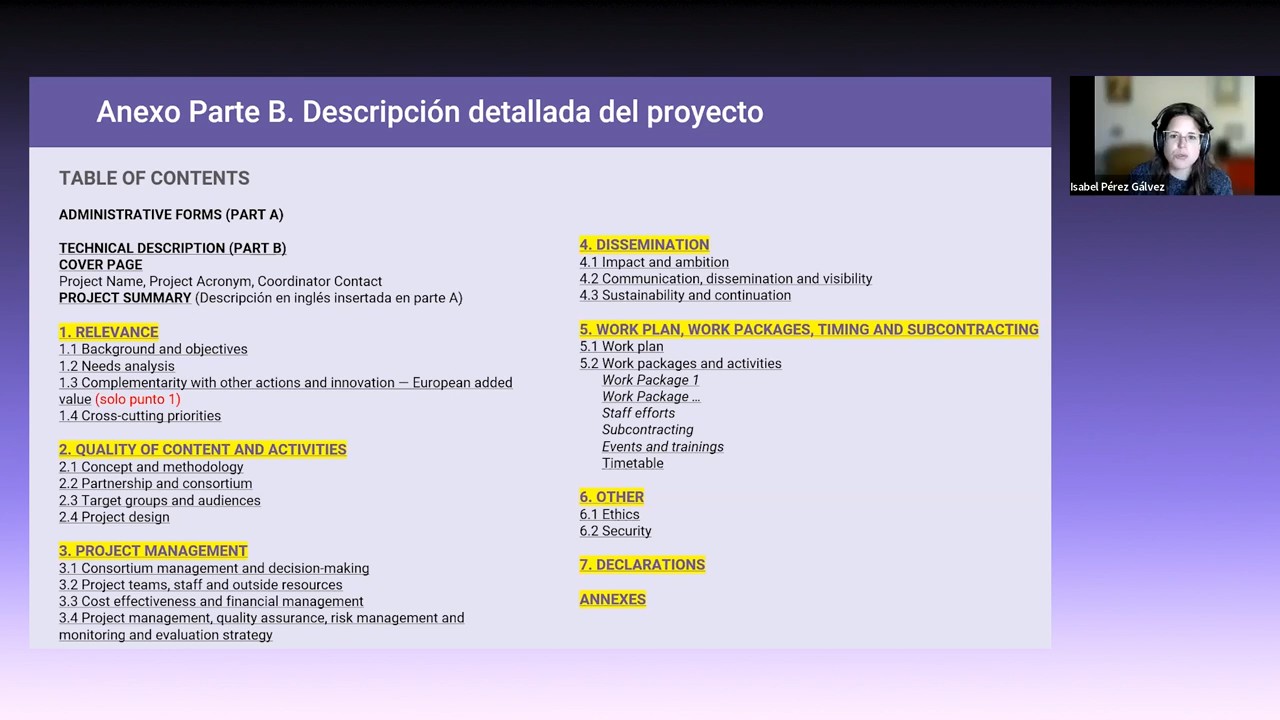 Anexo Parte B. Descripción detallada del proyecto
TABLE OF CONTENTS
ADMINISTRATIVE FORMS (PART A)
TECHNICAL DESCRIPTION (PART B)
COVER PAGE
Project Name, Project Acronym, Coordinator Contact
PROJECT SUMMARY (Descripción en inglés insertada en parte A)
1. RELEVANCE
1.1 Background and objectives
1.2 Needs analysis
1.3 Complementarity with other actions and innovation — European added
value (solo punto 1)
1.4 Cross-cutting priorities
2. QUALITY OF CONTENT AND ACTIVITIES
2.1 Concept and methodology
2.2 Partnership and consortium
2.3 Target groups and audiences
2.4 Project design
3. PROJECT MANAGEMENT
3.1 Consortium management and decision-making
3.2 Project teams, staff and outside resources
3.3 Cost effectiveness and financial management
3.4 Project management, quality assurance, risk management and
monitoring and evaluation strategy
4. DISSEMINATION
4.1 Impact and ambition
4.2 Communication, dissemination and visibility
4.3 Sustainability and continuation
5. WORK PLAN, WORK PACKAGES, TIMING AND SUBCONTRACTING
5.1 Work plan
5.2 Work packages and activities
Work Package 1
Work Package …
Staff efforts
Subcontracting
Events and trainings
Timetable
6. OTHER
6.1 Ethics
6.2 Security
7. DECLARATIONS
ANNEXES
Isabel Pérez Gálvez